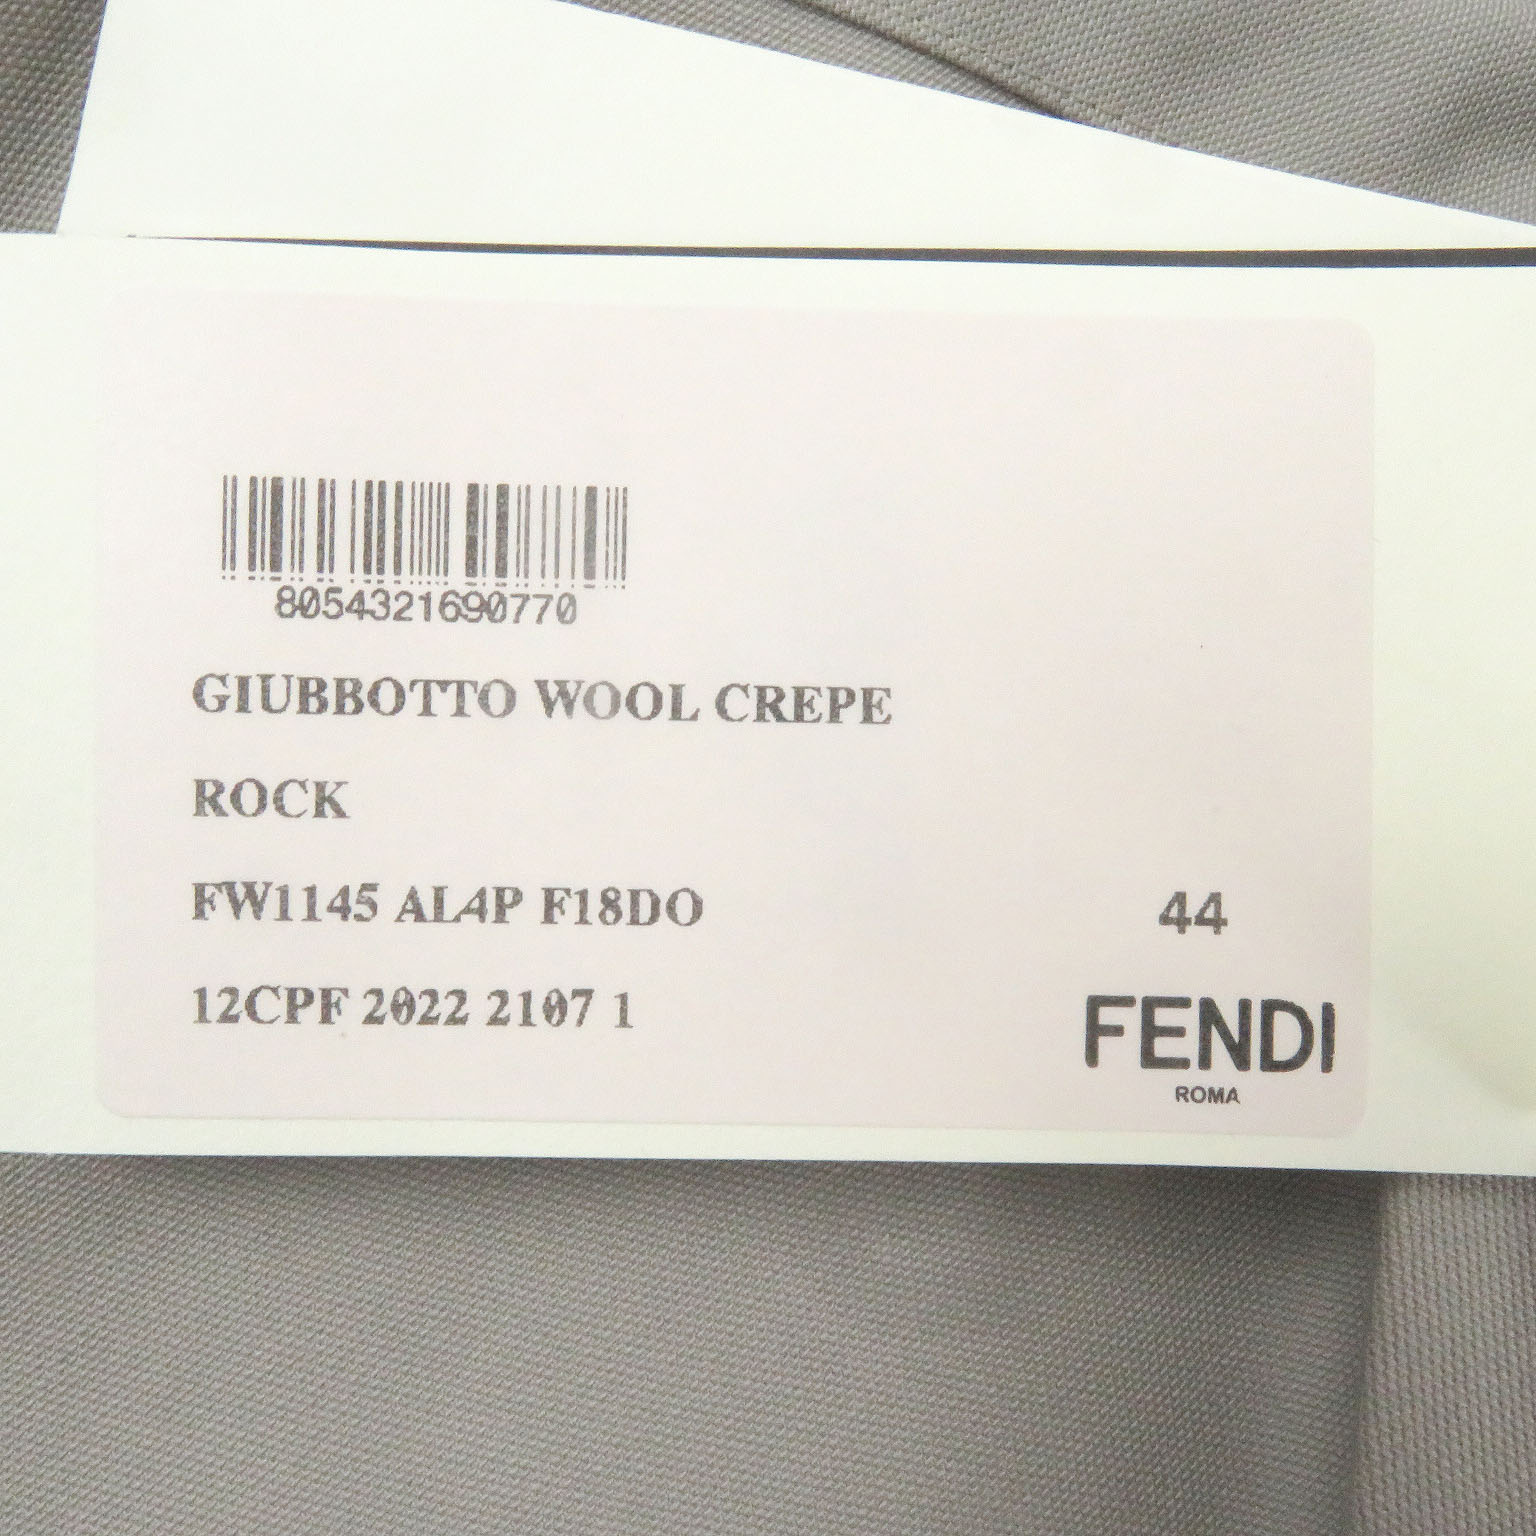 8054321690770
GIUBBOTTO WOOL CREPE
ROCK
FW1145 AL4P F18DO
44
12CPF 2022 2107 1
FENDI
ROMA